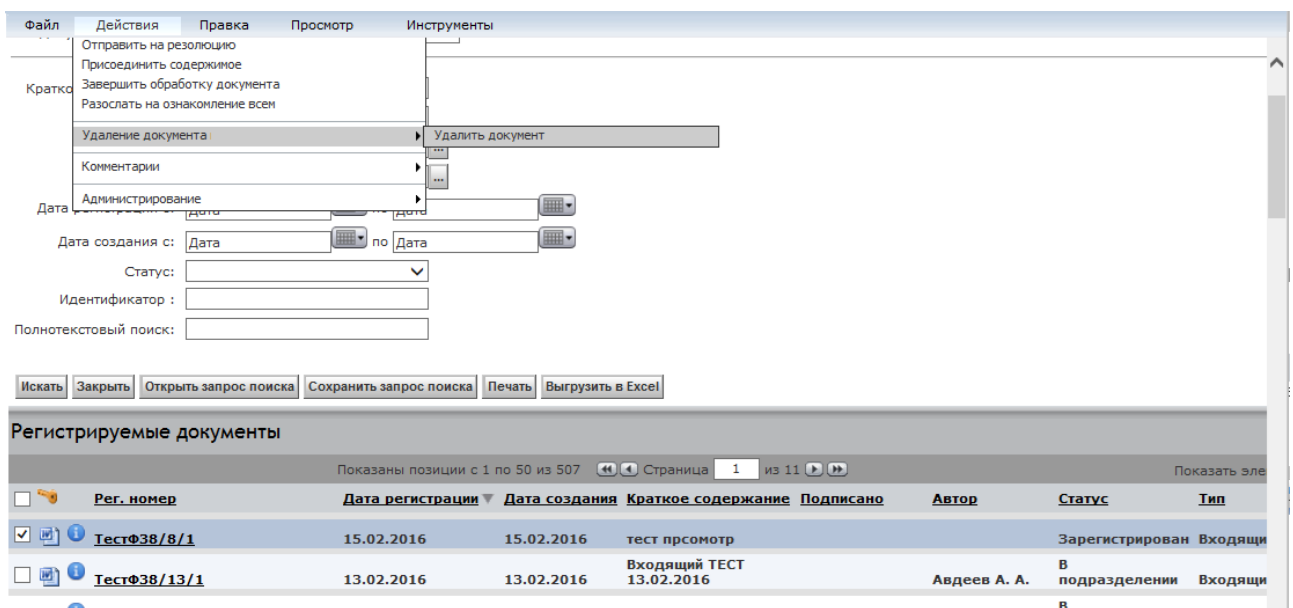 Файл Действия Правка Просмотр Инструменты
Отправить на резолюцию
Присоединить содержимое
Кратко Завершить обработку документа
Разослать на ознакомление всем
Удаление документа Удалить документ
...
Комментарии
...
Администрирование
Дата Дата по Дата
Дата создания с: Дата по Дата
Статус:
Идентификатор :
Полнотекстовый поиск:
Искать Закрыть Открыть запрос поиска Сохранить запрос поиска Печать Выгрузить в Excel
Регистрируемые документы
Показаны позиции с 1 по 50 из 507 Страница 1 из 11 Показать эле
Рег. номер Дата регистрации Дата создания Краткое содержание Подписано Автор Статус Тип
ТестФ38/8/1 15.02.2016 15.02.2016 тест прсомотр Зарегистрирован Входящи
Входящий ТЕСТ В
ТестФ38/13/1 13.02.2016 13.02.2016 13.02.2016 Авдеев А. А. подразделении Входящи
В